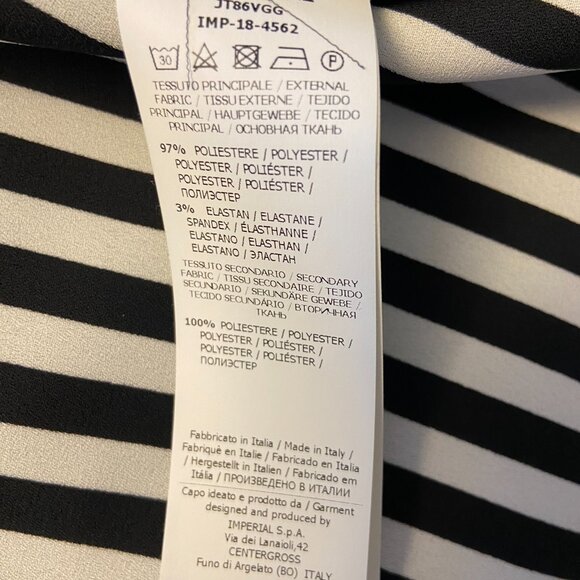 JT86VGG
IMP-18-4562
30
P
TESSUTO PRINCIPALE / EXTERNAL
FABRIC / TISSU EXTERNE / TEJIDO
PRINCIPAL / HAUPTGEWEBE / TECIDO
PRINCIPAL / ОСНОВНАЯ ТКАНЬ
97% POLIESTERE / POLYESTER /
POLYESTER / POLIÉSTER /
POLYESTER / POLIÉSTER /
ПОЛИЭСТЕР
3% ELASTAN / ELASTANE /
SPANDEX / ÉLASTHANNE /
ELASTANO / ELASTHAN /
ELASTANO / ЭЛАСТАН
TESSUTO SECONDARIO / SECONDARY
FABRIC / TISSU SECONDAIRE / TEJIDO
SECUNDARIO / SEKUNDÄRE GEWEBE /
TECIDO SECUNDÁRIO / ВТОРИЧНАЯ
ТКАНЬ
100% POLIESTERE / POLYESTER /
POLYESTER / POLIÉSTER /
POLYESTER / POLIÉSTER /
ПОЛИЭСТЕР
Fabbricato in Italia / Made in Italy /
Fabriqué en Italie / Fabricado en Italia
/ Hergestellt in Italien / Fabricado em
Itália / ПРОИЗВЕДЕНО В ИТАЛИИ
Capo ideato e prodotto da / Garment
designed and produced by
IMPERIAL S.p.A.
Via dei Lanaioli,42
CENTERGROSS
Funo di Argelato (BO) ITALY